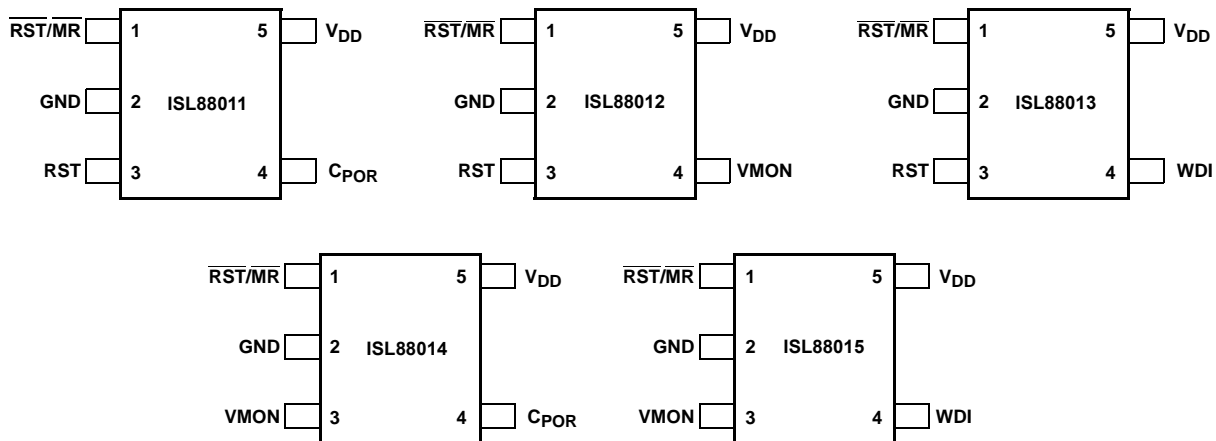 RST/MR 1 5 VDD
GND 2 ISL88011
RST 3 4 CPOR
RST/MR 1 5 VDD
GND 2 ISL88012
RST 3 4 VMON
RST/MR 1 5 VDD
GND 2 ISL88013
RST 3 4 WDI
RST/MR 1 5 VDD
GND 2 ISL88014
VMON 3 4 CPOR
RST/MR 1 5 VDD
GND 2 ISL88015
VMON 3 4 WDI